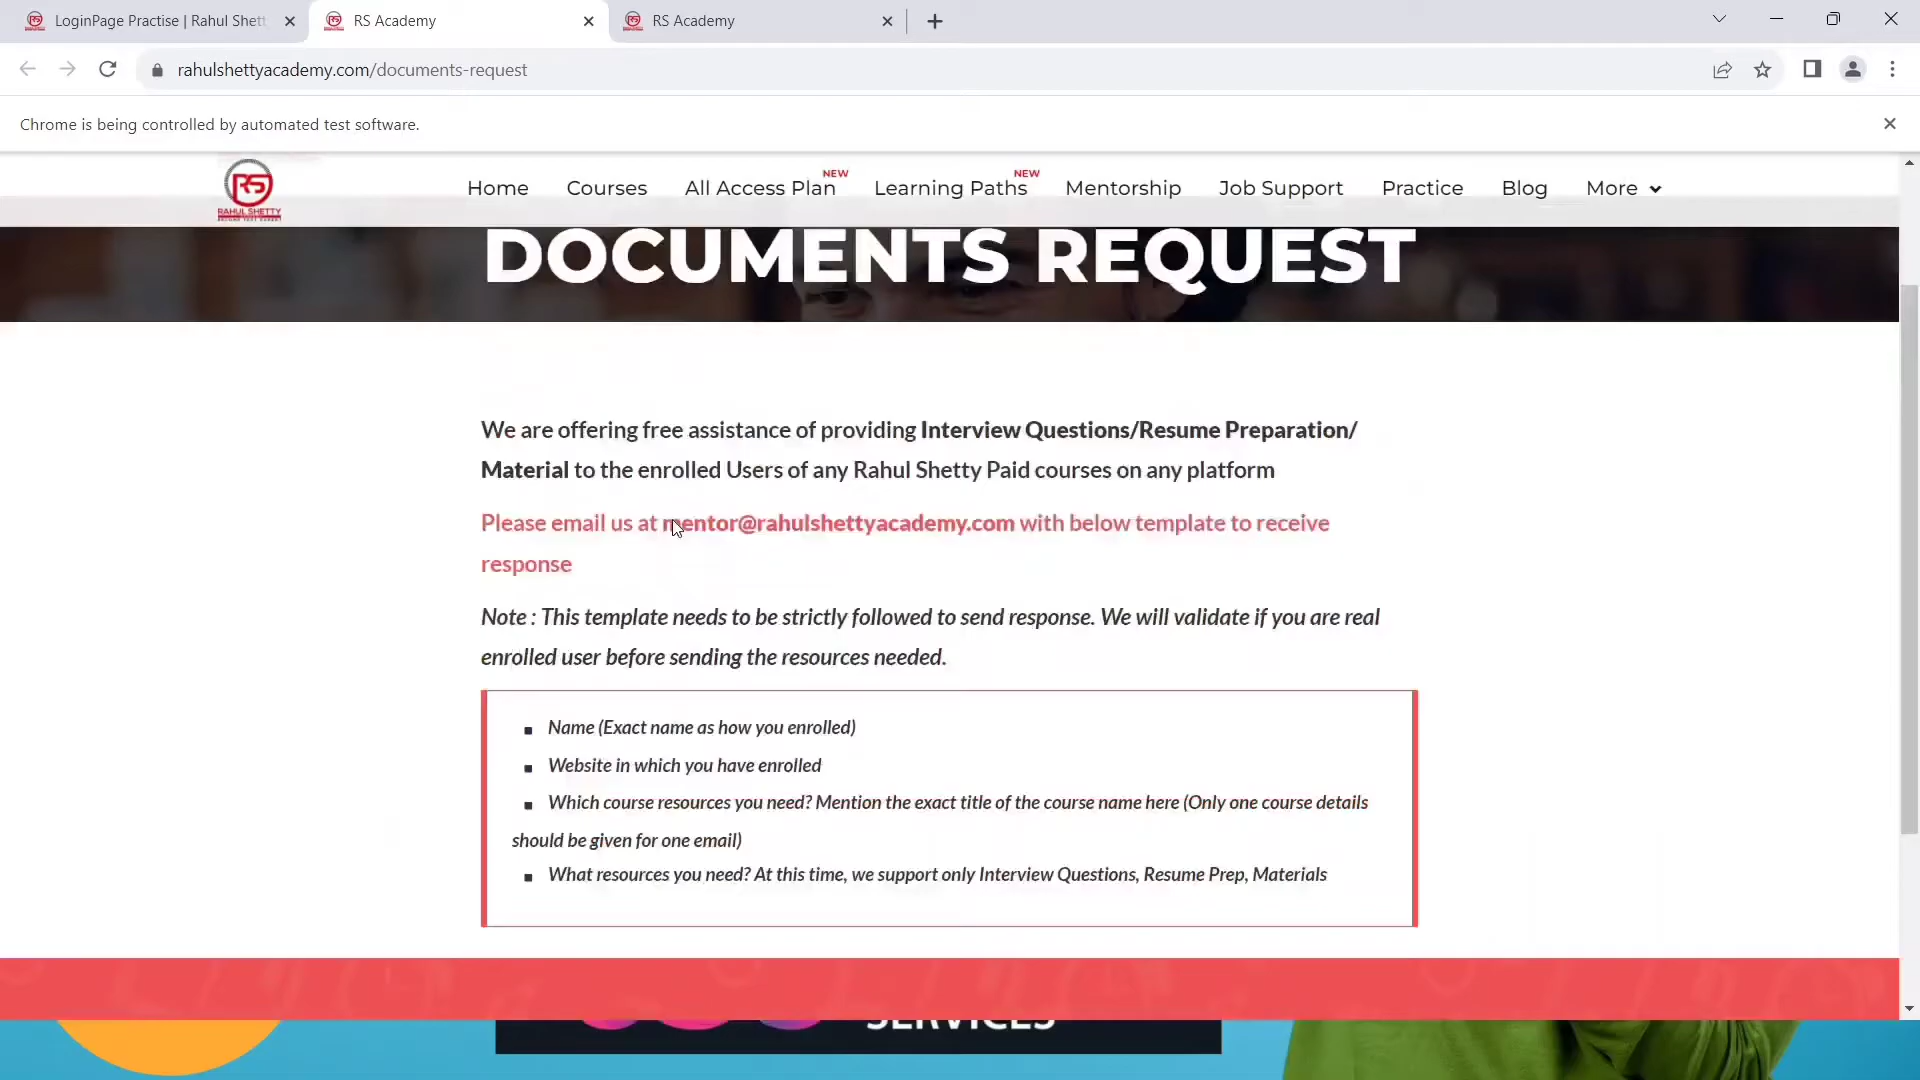 LoginPage Practise | Rahul Shett
RS Academy
RS Academy
rahulshettyacademy.com/documents-request
Chrome is being controlled by automated test software.
RS
RAHUL SHETTY
Home
Courses
All Access Plan NEW
Learning Paths NEW
Mentorship
Job Support
Practice
Blog
More
DOCUMENTS REQUEST
We are offering free assistance of providing Interview Questions/Resume Preparation/
Material to the enrolled Users of any Rahul Shetty Paid courses on any platform
Please email us at mentor@rahulshettyacademy.com with below template to receive
response
Note : This template needs to be strictly followed to send response. We will validate if you are real
enrolled user before sending the resources needed.
Name (Exact name as how you enrolled)
Website in which you have enrolled
Which course resources you need? Mention the exact title of the course name here (Only one course details
should be given for one email)
What resources you need? At this time, we support only Interview Questions, Resume Prep, Materials
SERVICES